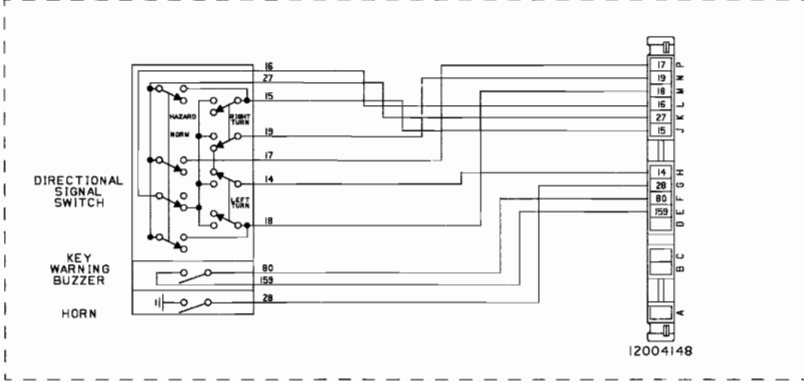 16
27
15
HAZARD
RIGHT
TURN
NORM
19
17
DIRECTIONAL
SIGNAL
SWITCH
14
LEFT
TURN
18
KEY
WARNING
BUZZER
80
159
HORN
28
17 P
19 N
18 M
16 L
27 K
15 J
14 H
28 G
80 F
159 E
D
C
B
A
12004148